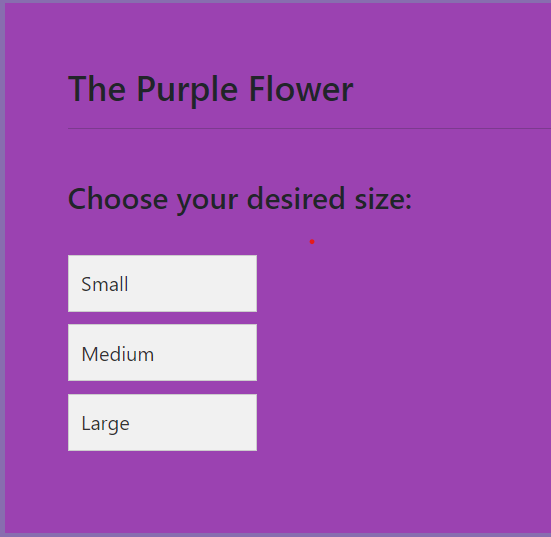 The Purple Flower
Choose your desired size:
Small
Medium
Large